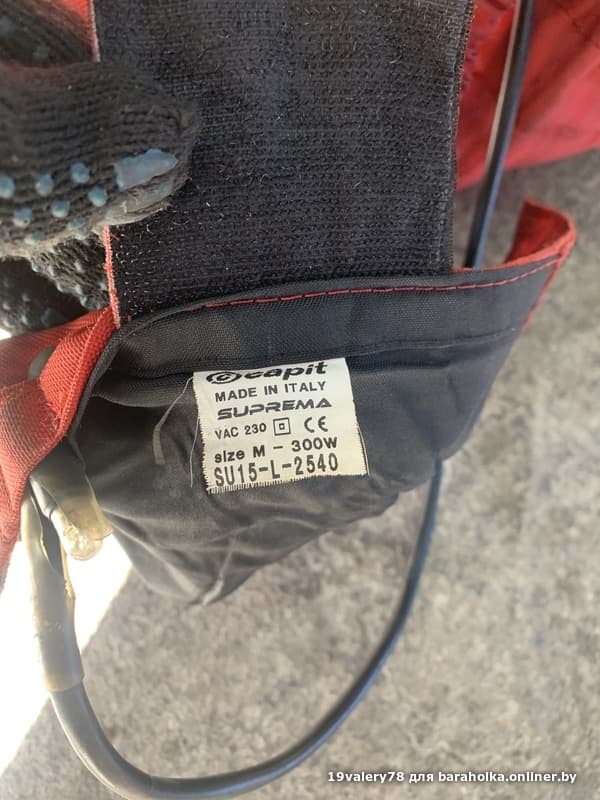 capit
MADE IN ITALY
SUPREMA
VAC 230 CE
size M - 300W
SU15-L-2540
19valery78 для baraholka.onliner.by